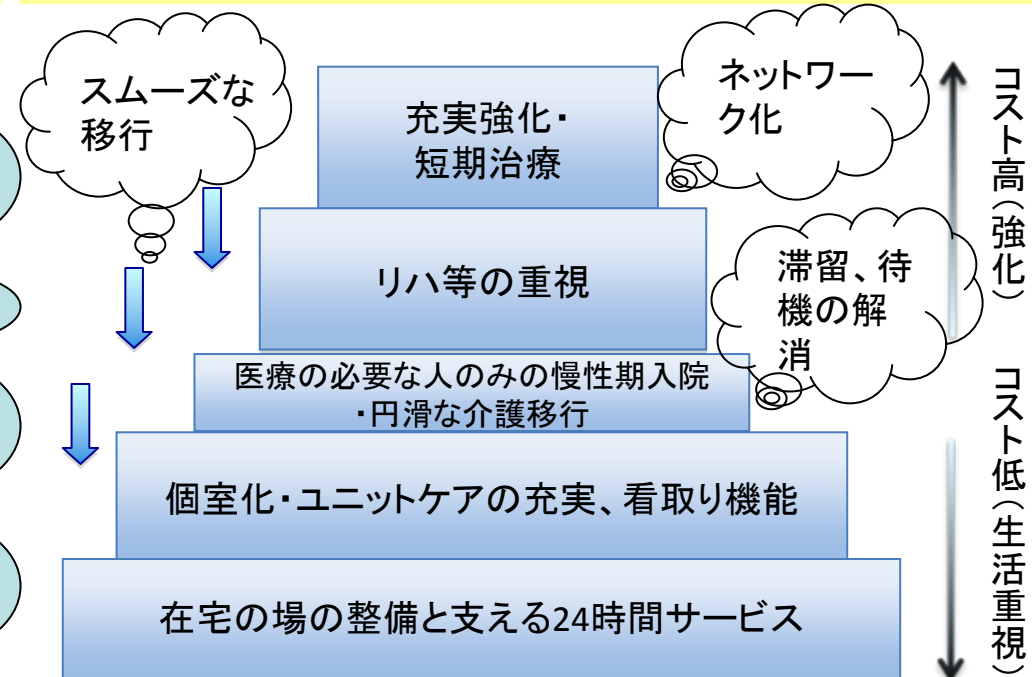 スムーズな
移行
充実強化・
短期治療
ネットワー
ク化
コスト高（強化）
リハ等の重視
滞留、待
機の解
消
医療の必要な人のみの慢性期入院
・円滑な介護移行
コスト低（生活重視）
個室化・ユニットケアの充実、看取り機能
在宅の場の整備と支える24時間サービス